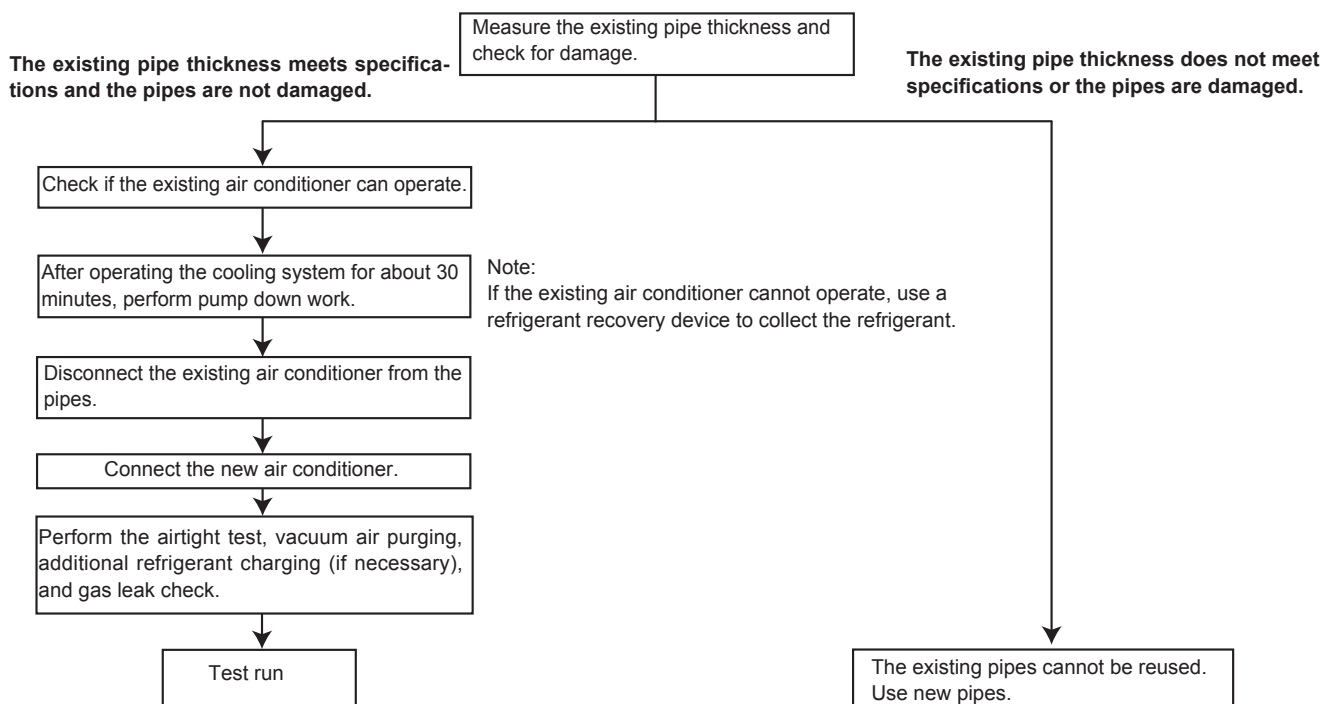 Measure the existing pipe thickness and
check for damage.
The existing pipe thickness meets specifica-
tions and the pipes are not damaged.
The existing pipe thickness does not meet
specifications or the pipes are damaged.
Check if the existing air conditioner can operate.
After operating the cooling system for about 30
minutes, perform pump down work.
Note:
If the existing air conditioner cannot operate, use a
refrigerant recovery device to collect the refrigerant.
Disconnect the existing air conditioner from the
pipes.
Connect the new air conditioner.
Perform the airtight test, vacuum air purging,
additional refrigerant charging (if necessary),
and gas leak check.
Test run
The existing pipes cannot be reused.
Use new pipes.